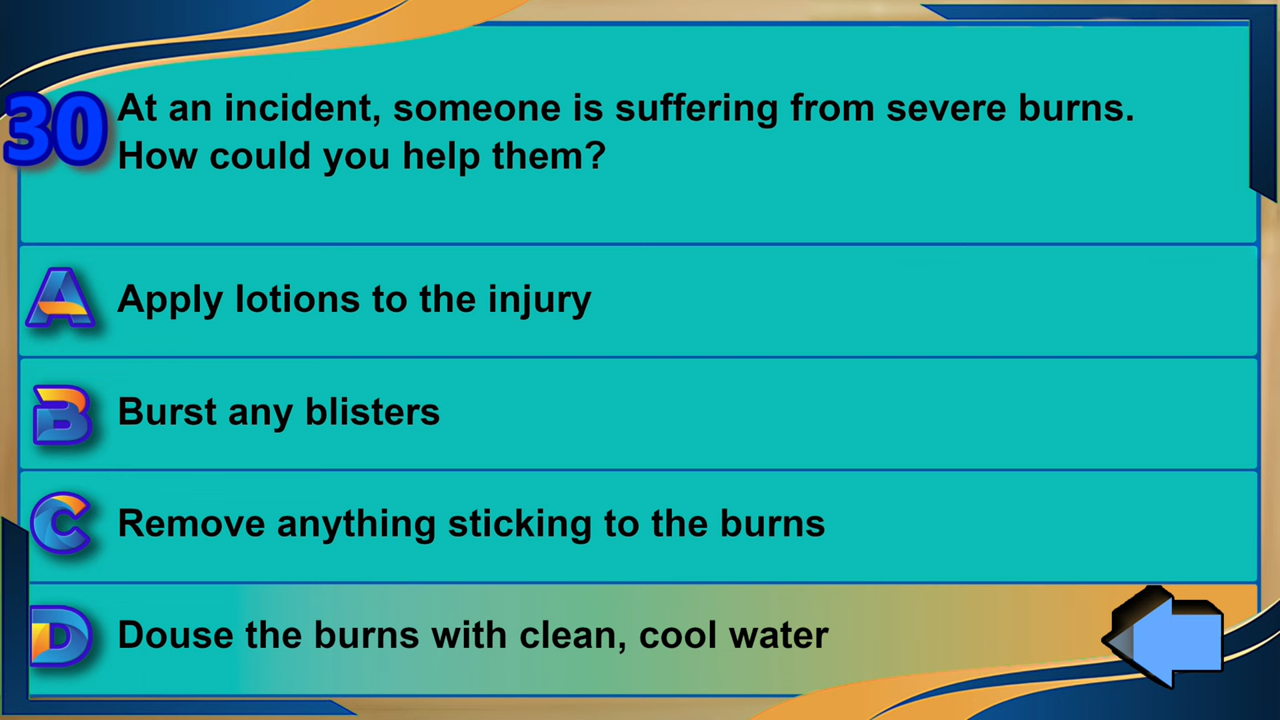 30
At an incident, someone is suffering from severe burns.
How could you help them?
A
Apply lotions to the injury
B
Burst any blisters
C
Remove anything sticking to the burns
D
Douse the burns with clean, cool water